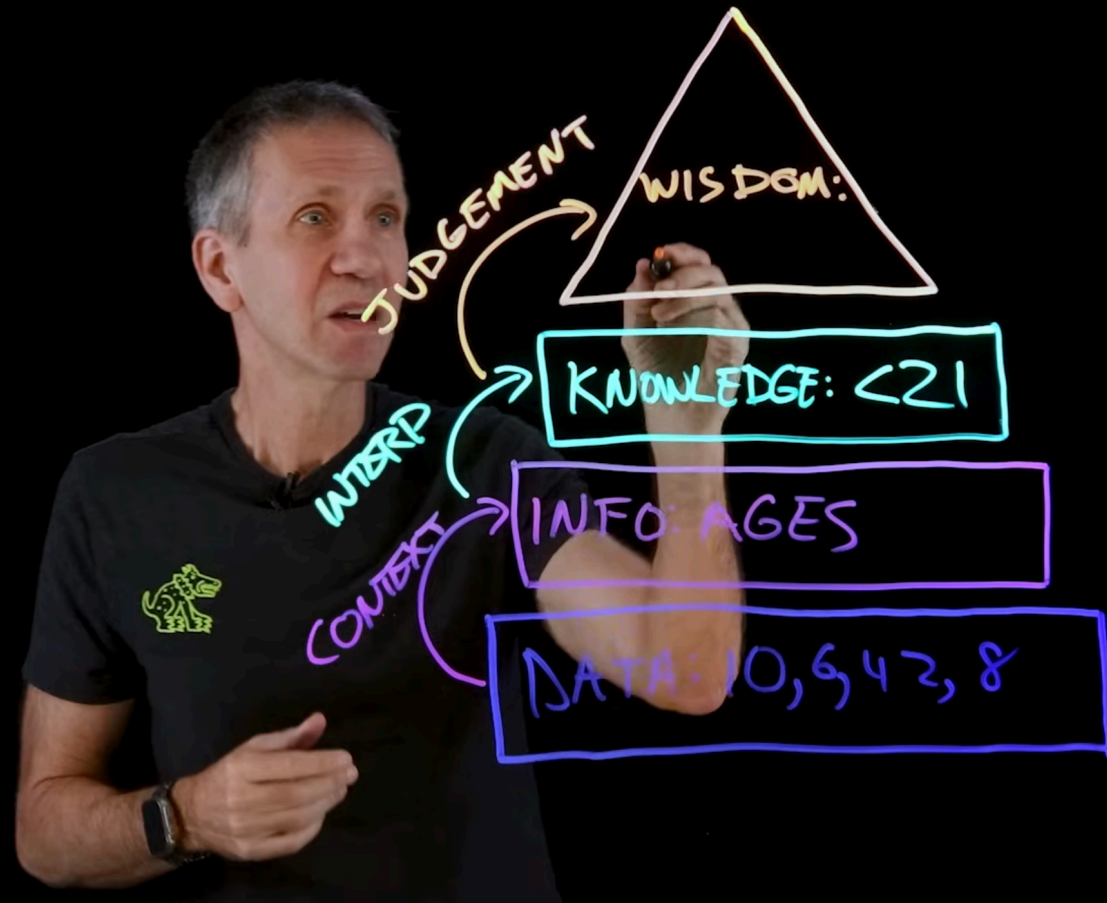 JUDGEMENT
WISDOM:
KNOWLEDGE: <21
INTERP
INFO: AGES
CONTEXT
DATA: 10, 6, 42, 8